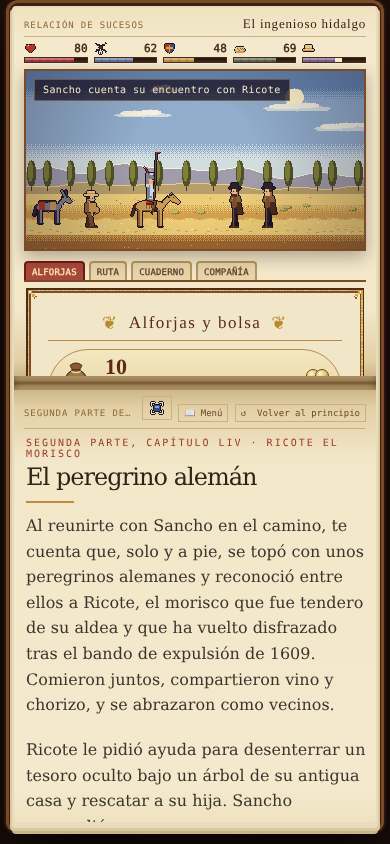 RELACIÓN DE SUCESOS
El ingenioso hidalgo
80 62 48 69
Sancho cuenta su encuentro con Ricote
ALFORJAS RUTA CUADERNO COMPAÑÍA
Alforjas y bolsa
10
SEGUNDA PARTE DE…
Menú
↺ Volver al principio
SEGUNDA PARTE, CAPÍTULO LIV · RICOTE EL
MORISCO
El peregrino alemán
Al reunirte con Sancho en el camino, te
cuenta que, solo y a pie, se topó con unos
peregrinos alemanes y reconoció entre
ellos a Ricote, el morisco que fue tendero
de su aldea y que ha vuelto disfrazado
tras el bando de expulsión de 1609.
Comieron juntos, compartieron vino y
chorizo, y se abrazaron como vecinos.
Ricote le pidió ayuda para desenterrar un
tesoro oculto bajo un árbol de su antigua
casa y rescatar a su hija. Sancho